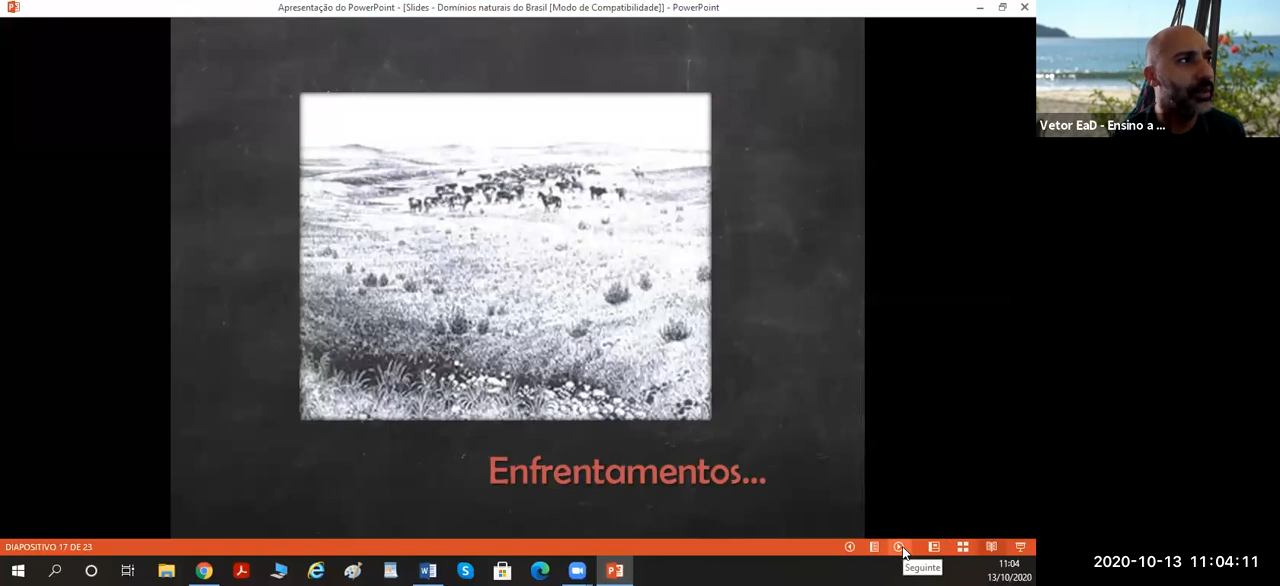 Apresentação do PowerPoint - [Slides - Domínios naturais do Brasil [Modo de Compatibilidade]] - PowerPoint
Vetor EaD - Ensino a ...
Enfrentamentos...
DIAPOSITIVO 17 DE 23
Seguinte
11:04
13/10/2020
2020-10-13 11:04:11